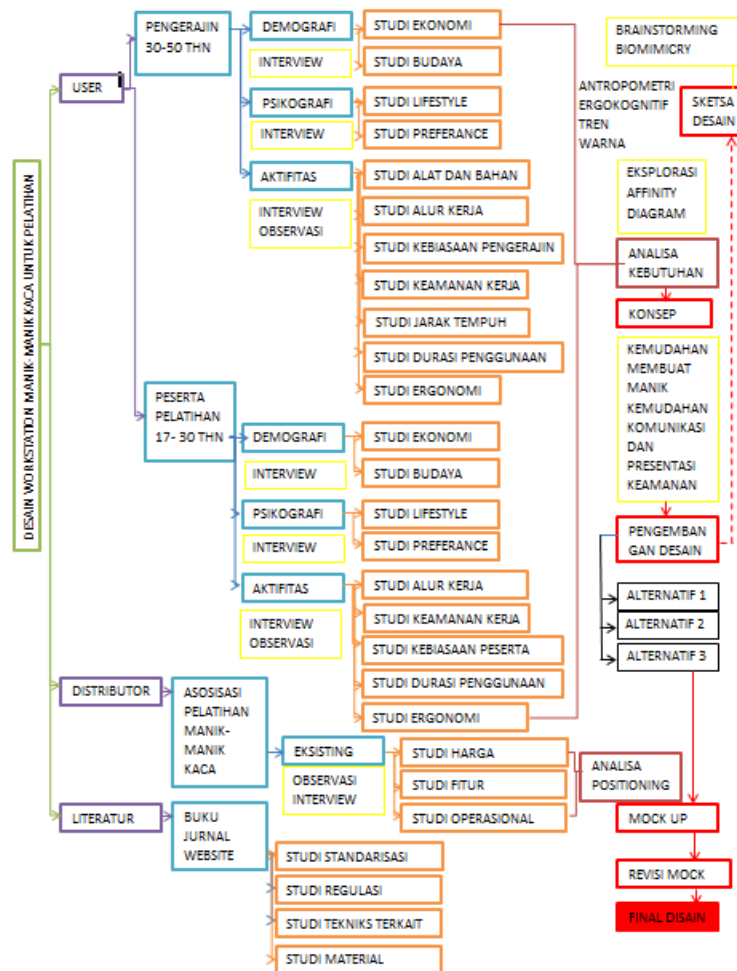 DESAIN WORKSTATION MANIK- MANIK KACA UNTUK PELATIHAN
USER
PENGERAJIN
30-50 THN
DEMOGRAFI
INTERVIEW
STUDI EKONOMI
STUDI BUDAYA
PSIKOGRAFI
INTERVIEW
STUDI LIFESTYLE
STUDI PREFERANCE
AKTIFITAS
INTERVIEW
OBSERVASI
STUDI ALAT DAN BAHAN
STUDI ALUR KERJA
STUDI KEBIASAAN PENGERAJIN
STUDI KEAMANAN KERJA
STUDI JARAK TEMPUH
STUDI DURASI PENGGUNAAN
STUDI ERGONOMI
PESERTA
PELATIHAN
17- 30 THN
DEMOGRAFI
INTERVIEW
STUDI EKONOMI
STUDI BUDAYA
PSIKOGRAFI
INTERVIEW
STUDI LIFESTYLE
STUDI PREFERANCE
AKTIFITAS
INTERVIEW
OBSERVASI
STUDI ALUR KERJA
STUDI KEAMANAN KERJA
STUDI KEBIASAAN PESERTA
STUDI DURASI PENGGUNAAN
STUDI ERGONOMI
DISTRIBUTOR
ASOSISASI
PELATIHAN
MANIK-
MANIK
KACA
EKSISTING
OBSERVASI
INTERVIEW
STUDI HARGA
STUDI FITUR
STUDI OPERASIONAL
ANALISA
POSITIONING
LITERATUR
BUKU
JURNAL
WEBSITE
STUDI STANDARISASI
STUDI REGULASI
STUDI TEKNIKS TERKAIT
STUDI MATERIAL
BRAINSTORMING
BIOMIMICRY
ANTROPOMETRI
ERGOKOGNITIF
TREN
WARNA
SKETSA
DESAIN
EKSPLORASI
AFFINITY
DIAGRAM
ANALISA
KEBUTUHAN
KONSEP
KEMUDAHAN
MEMBUAT
MANIK
KEMUDAHAN
KOMUNIKASI
DAN
PRESENTASI
KEAMANAN
PENGEMBAN
GAN DESAIN
ALTERNATIF 1
ALTERNATIF 2
ALTERNATIF 3
MOCK UP
REVISI MOCK
FINAL DISAIN